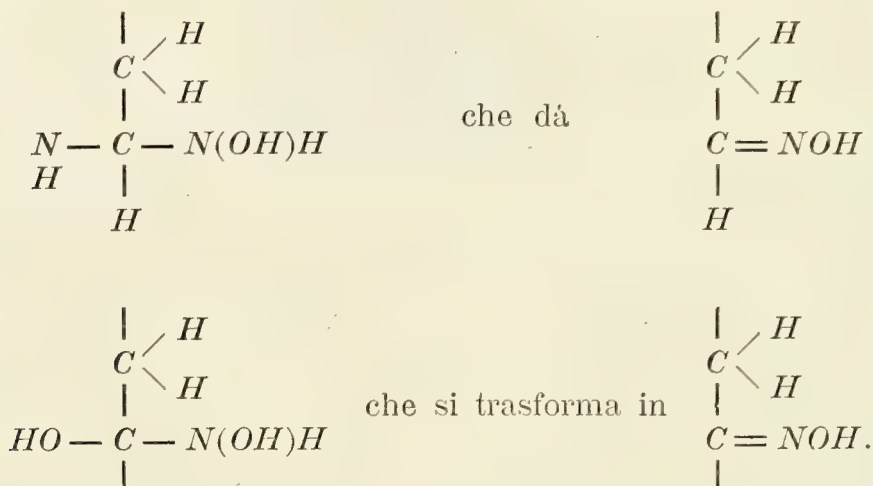 | |
C H H C H H
| che dà |
N H — C — N(OH)H C = NOH
| |
H H
| |
C H H C H H
| che si trasforma in |
HO — C — N(OH)H C = NOH.
| |